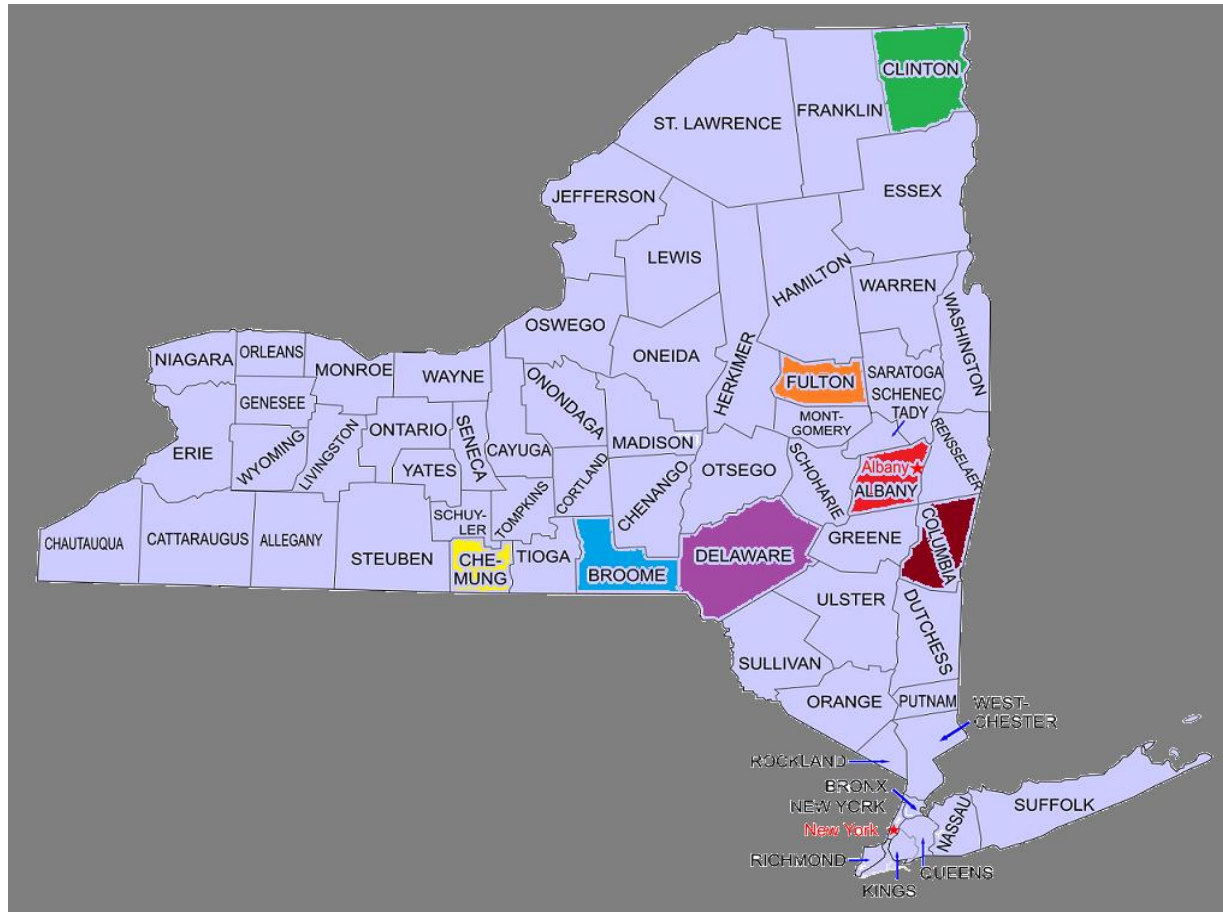 CLINTON
FRANKLIN
ST. LAWRENCE
ESSEX
JEFFERSON
LEWIS
HAMILTON
WARREN
WASHINGTON
OSWEGO
ONEIDA
HERKIMER
FULTON
SARATOGA
SCHENEC
TADY
MONT-
GOMERY
NIAGARA
ORLEANS
MONROE
WAYNE
GENESEE
ONTARIO
SENECA
CAYUGA
ONONDAGA
MADISON
ERIE
WYOMING
LIVINGSTON
YATES
TOMPKINS
CORTLAND
CHENANGO
OTSEGO
SCHOHARIE
Albany
ALBANY
RENSSELAER
SCHUY-
LER
CHAUTAUQUA
CATTARAUGUS
ALLEGANY
STEUBEN
CHE-
MUNG
TIOGA
BROOME
DELAWARE
GREENE
COLUMBIA
ULSTER
DUTCHESS
SULLIVAN
ORANGE
PUTNAM
WEST-
CHESTER
ROCKLAND
BRONX
NEW YORK
New York
NASSAU
SUFFOLK
RICHMOND
QUEENS
KINGS